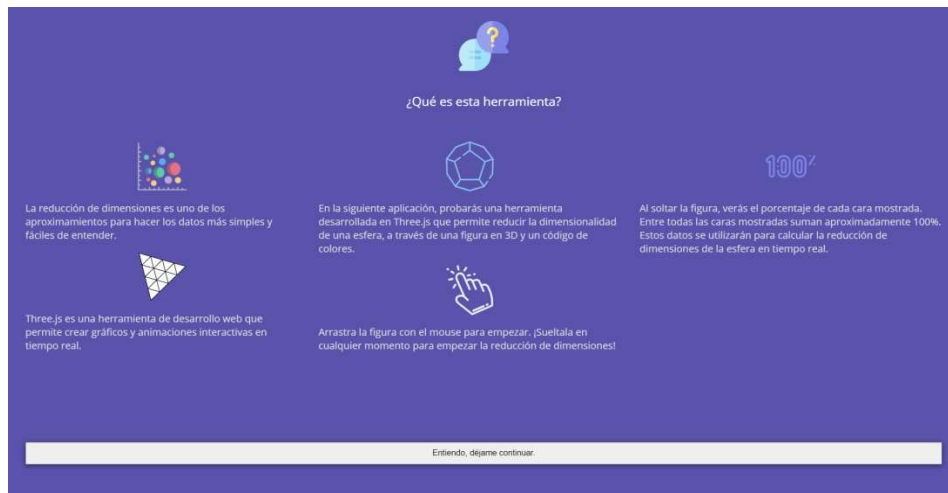 ¿Qué es esta herramienta?
La reducción de dimensiones es uno de los
aproximamientos para hacer los datos más simples y
fáciles de entender.
Three.js es una herramienta de desarrollo web que
permite crear gráficos y animaciones interactivas en
tiempo real.
En la siguiente aplicación, probarás una herramienta
desarrollada en Three.js que permite reducir la dimensionalidad
de una esfera, a través de una figura en 3D y un código de
colores.
Arrastra la figura con el mouse para empezar. ¡Sueltala en
cualquier momento para empezar la reducción de dimensiones!
100%
Al soltar la figura, verás el porcentaje de cada cara mostrada.
Entre todas las caras mostradas suman aproximadamente 100%.
Estos datos se utilizarán para calcular la reducción de
dimensiones de la esfera en tiempo real.
Entiendo, déjame continuar.